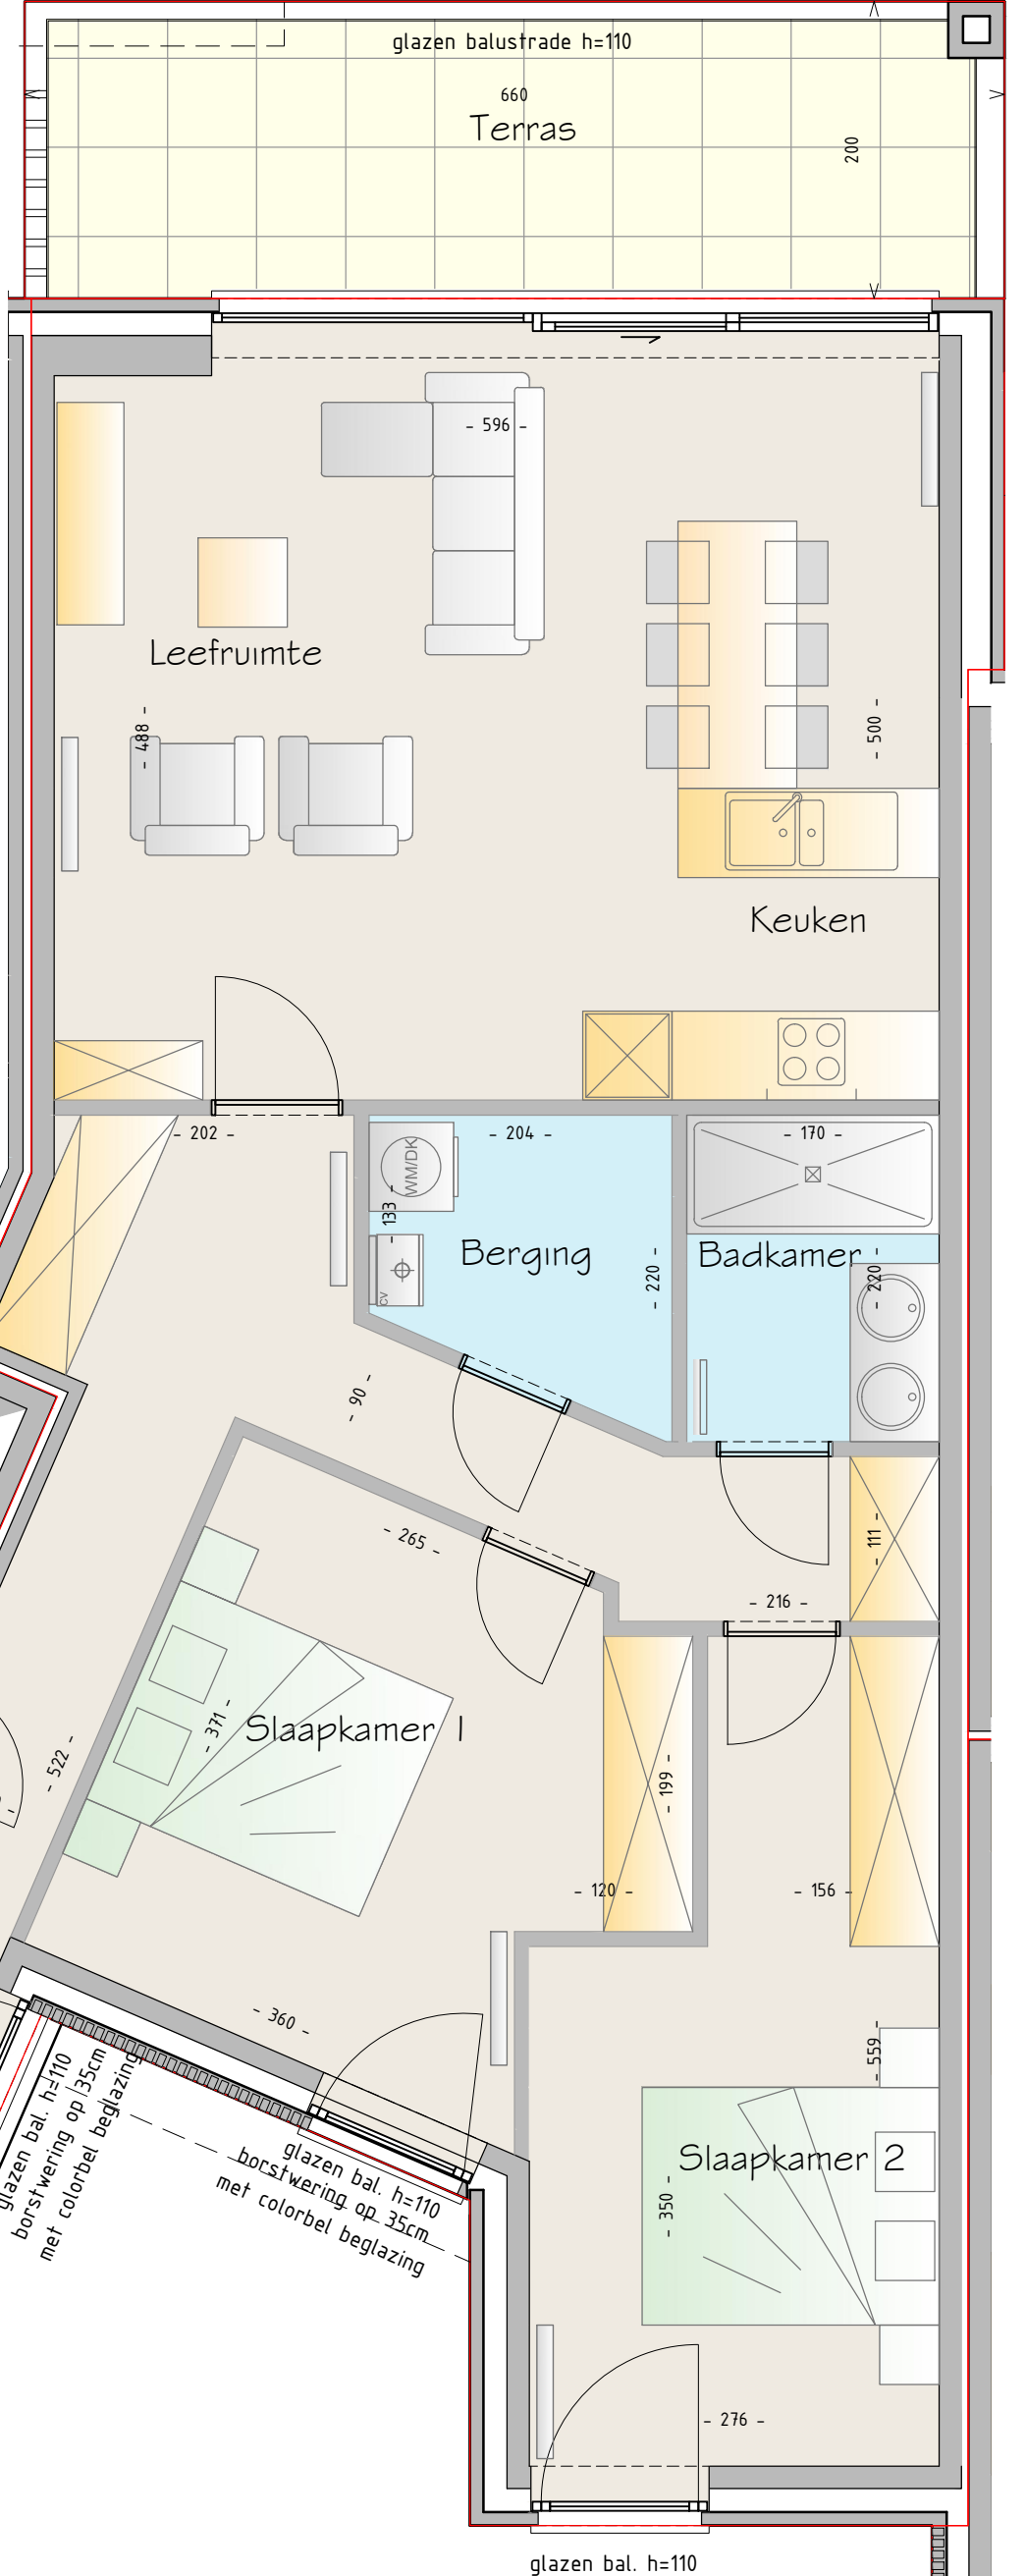 glazen balustrade h=110
660
Terras
200
- 596 -
Leefruimte
- 488 -
- 500 -
Keuken
- 202 -
- 204 -
- 170 -
WM/DK
- 133 -
Berging
Badkamer
- 220 -
- 220 -
CV
- 90 -
- 265 -
- 111 -
- 216 -
- 371 -
Slaapkamer 1
- 522 -
- 199 -
- 120 -
- 156 -
- 360 -
- 559 -
glazen bal. h=110
borstwering op 35cm
met colorbel beglazing
glazen bal. h=110
borstwering op 35cm
met colorbel beglazing
Slaapkamer 2
- 350 -
- 276 -
glazen bal. h=110